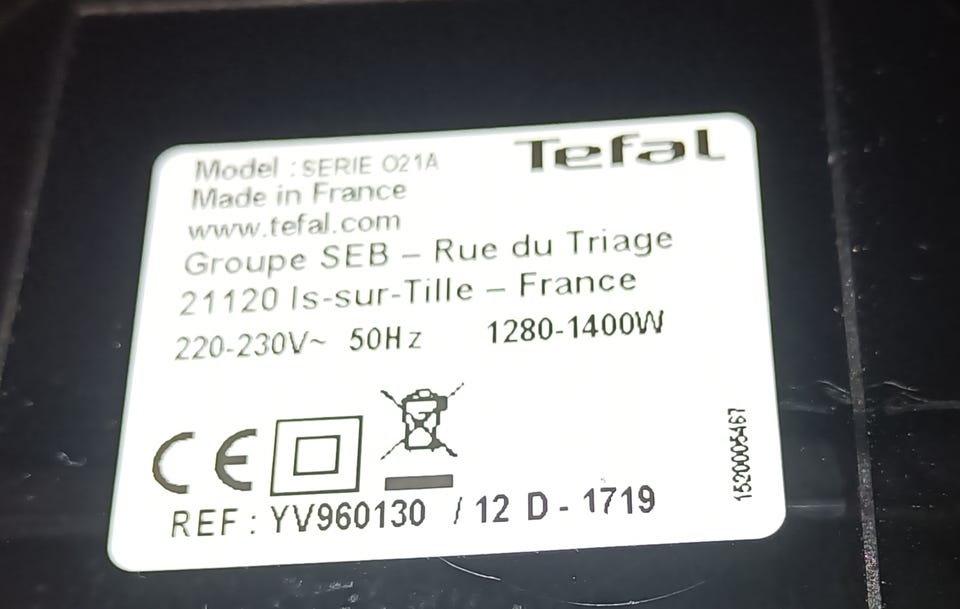 Tefal
Model : SERIE O21A
Made in France
www.tefal.com
Groupe SEB – Rue du Triage
21120 Is-sur-Tille – France
220-230V~ 50Hz 1280-1400W
CE
REF : YV960130 / 12 D - 1719
1520005467